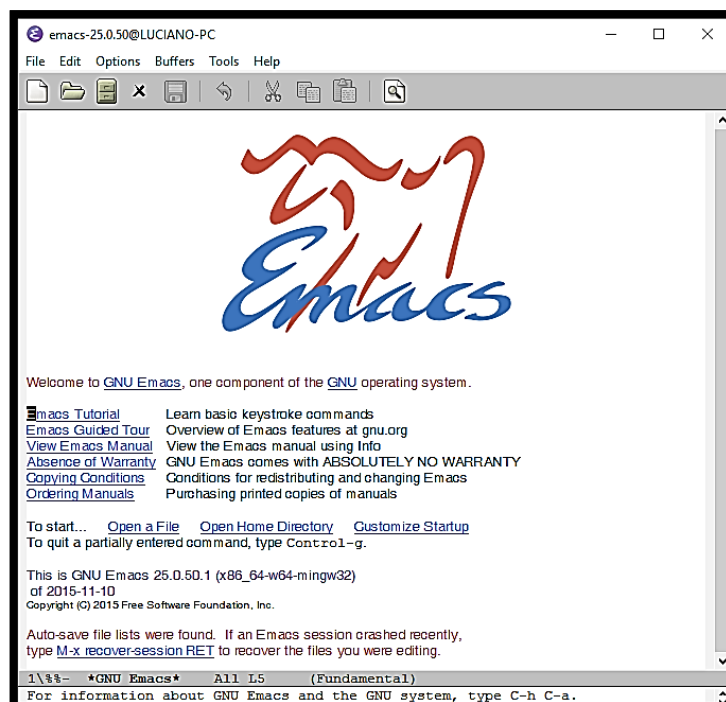 emacs-25.0.50@LUCIANO-PC
File Edit Options Buffers Tools Help
Emacs
Welcome to GNU Emacs, one component of the GNU operating system.
Emacs Tutorial Learn basic keystroke commands
Emacs Guided Tour Overview of Emacs features at gnu.org
View Emacs Manual View the Emacs manual using Info
Absence of Warranty GNU Emacs comes with ABSOLUTELY NO WARRANTY
Copying Conditions Conditions for redistributing and changing Emacs
Ordering Manuals Purchasing printed copies of manuals
To start... Open a File Open Home Directory Customize Startup
To quit a partially entered command, type Control-g.
This is GNU Emacs 25.0.50.1 (x86_64-w64-mingw32)
of 2015-11-10
Copyright (C) 2015 Free Software Foundation, Inc.
Auto-save file lists were found. If an Emacs session crashed recently,
type M-x recover-session RET to recover the files you were editing.
1\%%- *GNU Emacs* All L5 (Fundamental)
For information about GNU Emacs and the GNU system, type C-h C-a.